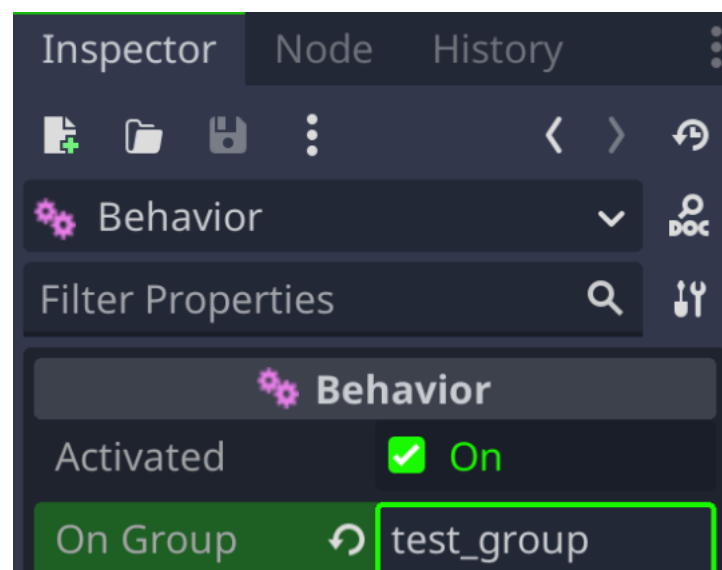 Inspector Node History
Behavior
DOC
Filter Properties
Behavior
Activated On
On Group test_group